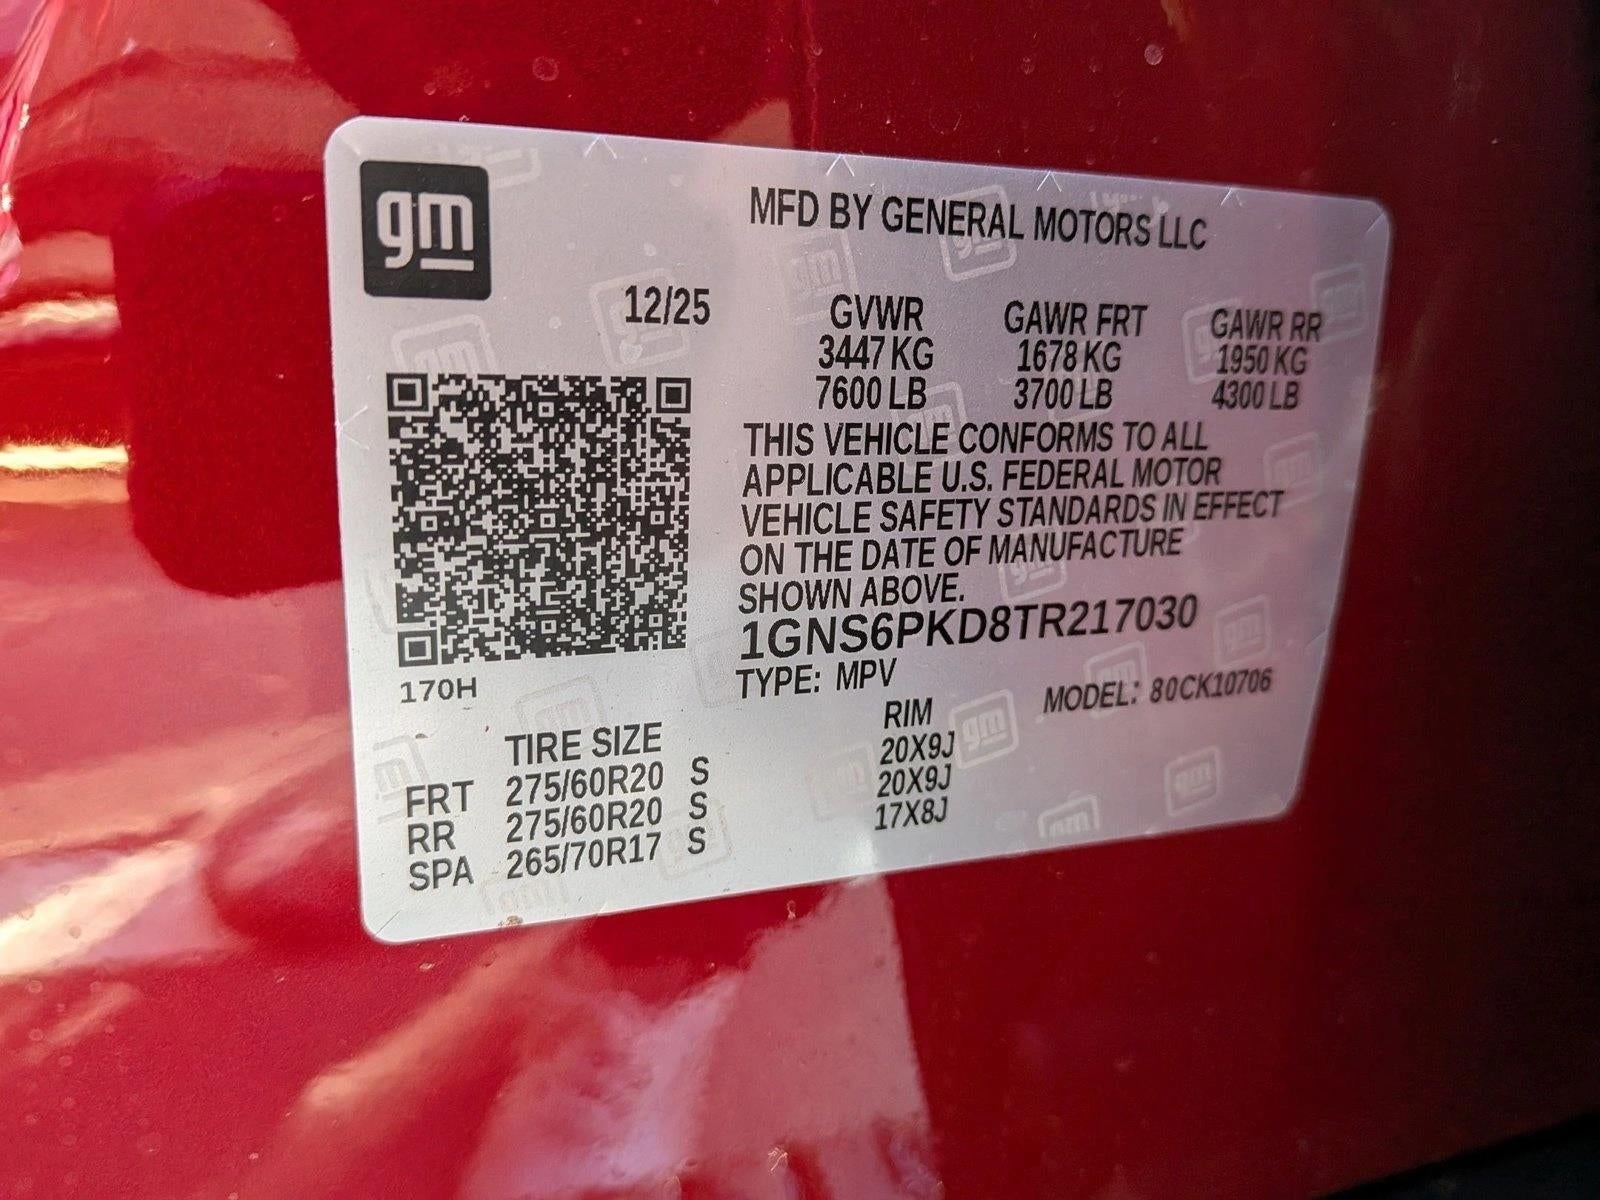 gm
MFD BY GENERAL MOTORS LLC
12/25
GVWR GAWR FRT GAWR RR
3447 KG 1678 KG 1950 KG
7600 LB 3700 LB 4300 LB
THIS VEHICLE CONFORMS TO ALL
APPLICABLE U.S. FEDERAL MOTOR
VEHICLE SAFETY STANDARDS IN EFFECT
ON THE DATE OF MANUFACTURE
SHOWN ABOVE.
1GNS6PKD8TR217030
170H
TYPE: MPV MODEL: 80CK10706
TIRE SIZE RIM
FRT 275/60R20 S 20X9J
RR 275/60R20 S 20X9J
SPA 265/70R17 S 17X8J